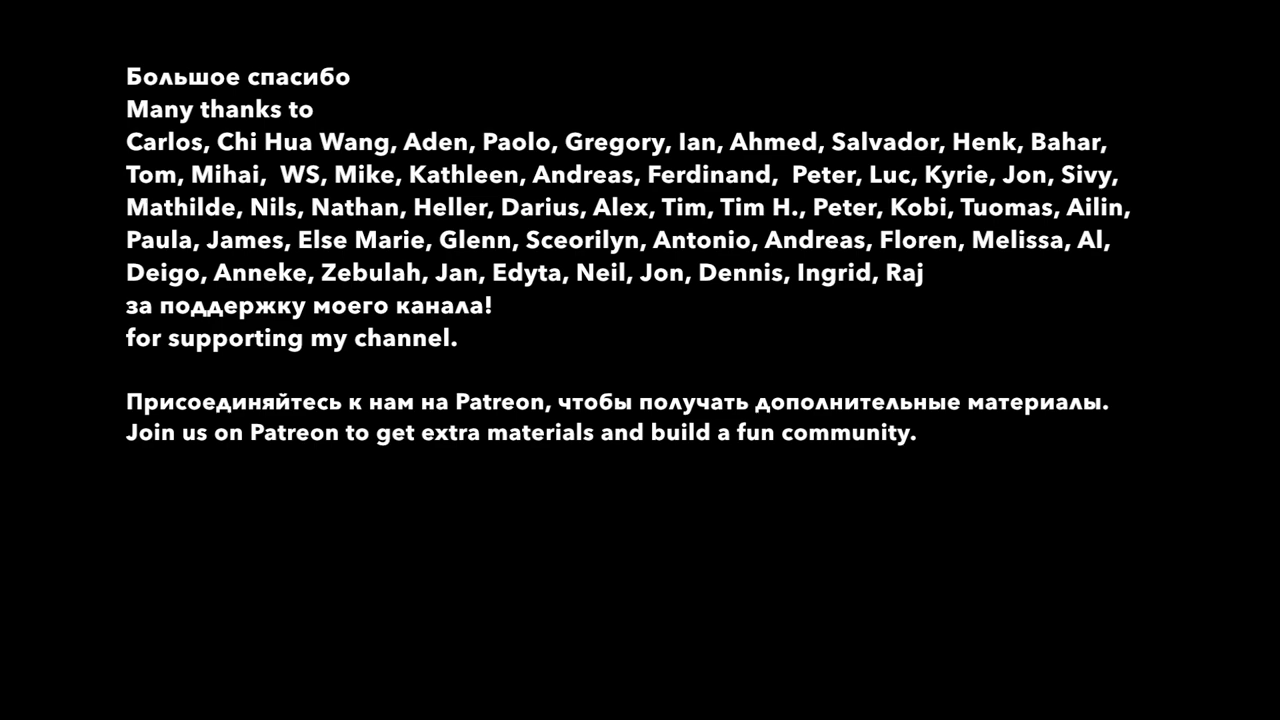 Большое спасибо
Many thanks to
Carlos, Chi Hua Wang, Aden, Paolo, Gregory, Ian, Ahmed, Salvador, Henk, Bahar,
Tom, Mihai,  WS, Mike, Kathleen, Andreas, Ferdinand,  Peter, Luc, Kyrie, Jon, Sivy,
Mathilde, Nils, Nathan, Heller, Darius, Alex, Tim, Tim H., Peter, Kobi, Tuomas, Ailin,
Paula, James, Else Marie, Glenn, Sceorilyn, Antonio, Andreas, Floren, Melissa, Al,
Deigo, Anneke, Zebulah, Jan, Edyta, Neil, Jon, Dennis, Ingrid, Raj
за поддержку моего канала!
for supporting my channel.
Присоединяйтесь к нам на Patreon, чтобы получать дополнительные материалы.
Join us on Patreon to get extra materials and build a fun community.